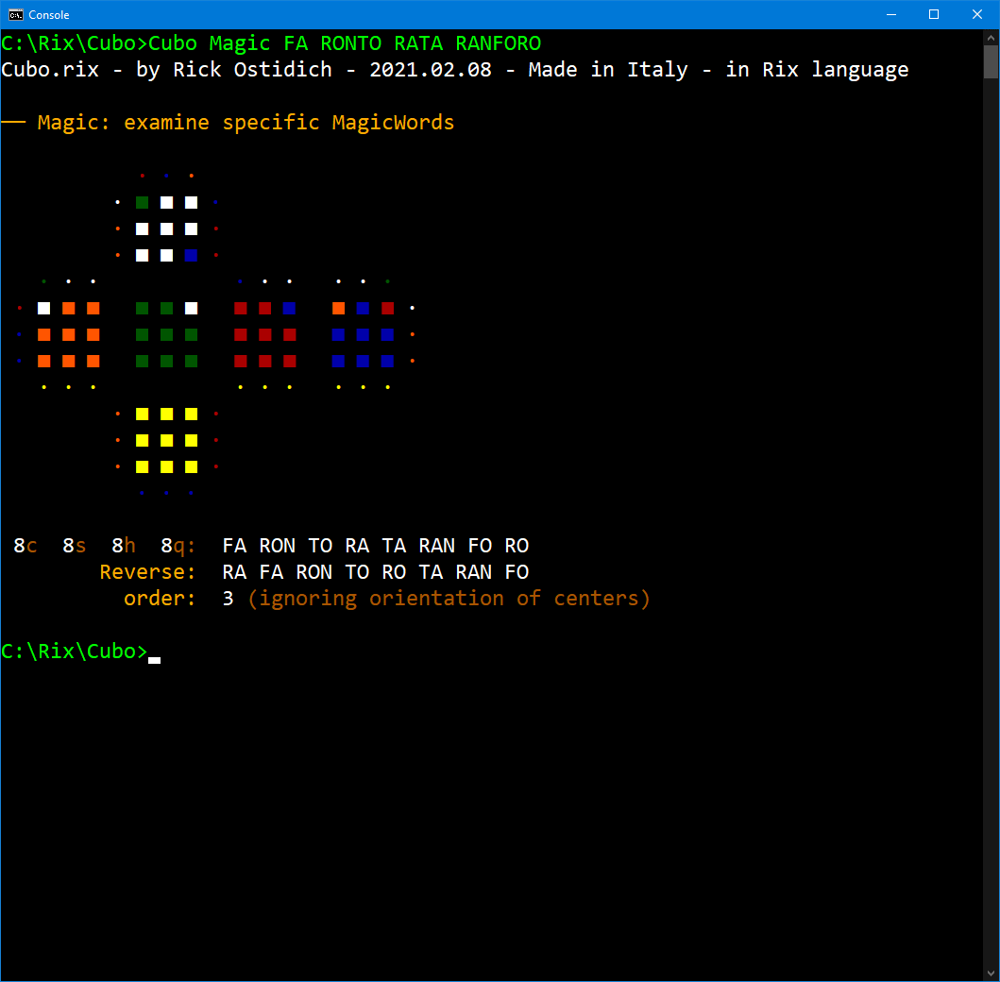 Console
C:\Rix\Cubo>Cubo Magic FA RONTO RATA RANFORO
Cubo.rix - by Rick Ostidich - 2021.02.08 - Made in Italy - in Rix language
── Magic: examine specific MagicWords
8c 8s 8h 8q: FA RON TO RA TA RAN FO RO
Reverse: RA FA RON TO RO TA RAN FO
order: 3 (ignoring orientation of centers)
C:\Rix\Cubo>